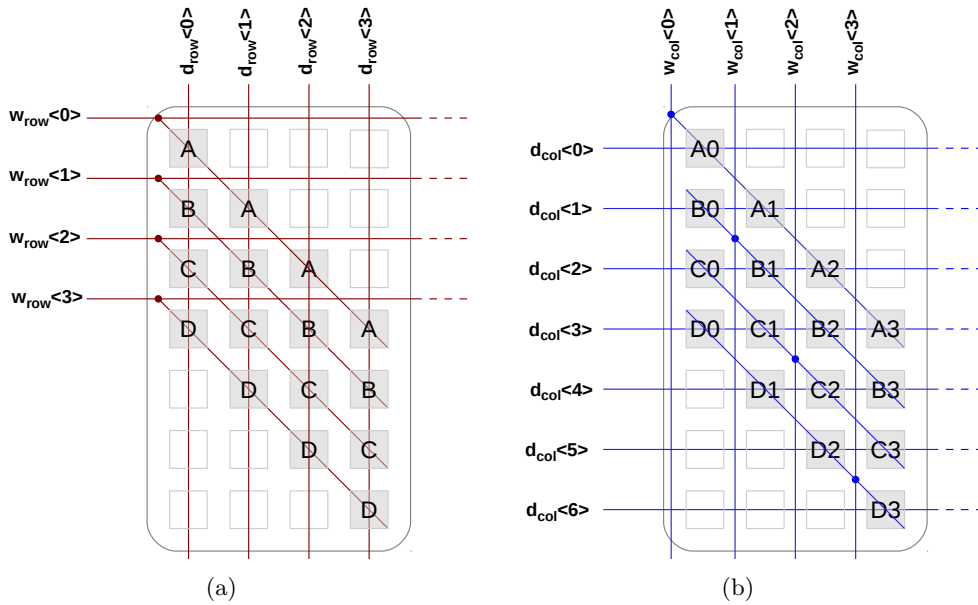 d_row<0>
d_row<1>
d_row<2>
d_row<3>
w_row<0>
w_row<1>
w_row<2>
w_row<3>
A
B A
C B A
D C B A
D C B
D C
D
(a)
w_col<0>
w_col<1>
w_col<2>
w_col<3>
d_col<0>
d_col<1>
d_col<2>
d_col<3>
d_col<4>
d_col<5>
d_col<6>
A0
B0 A1
C0 B1 A2
D0 C1 B2 A3
D1 C2 B3
D2 C3
D3
(b)